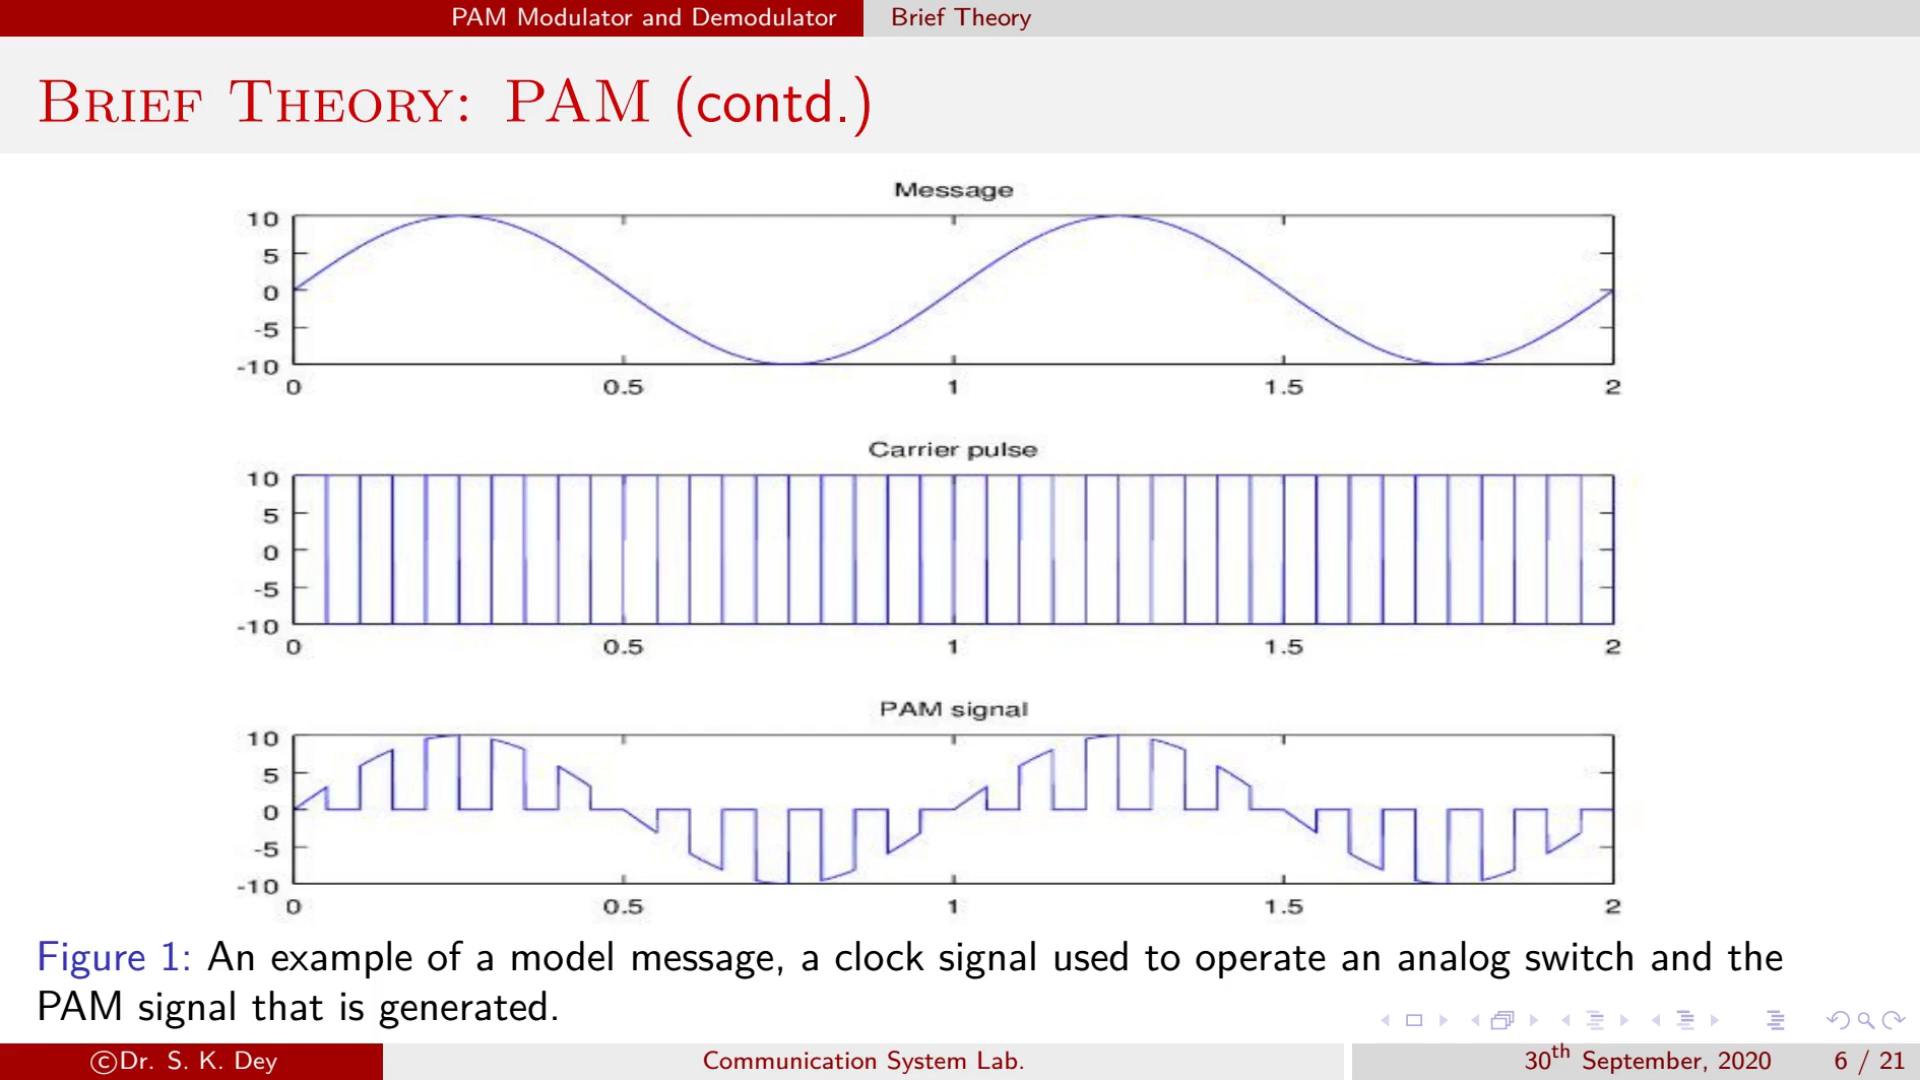 PAM Modulator and Demodulator Brief Theory
BRIEF THEORY: PAM (contd.)
Message
10
5
0
-5
-10
0 0.5 1 1.5 2
Carrier pulse
10
5
0
-5
-10
0 0.5 1 1.5 2
PAM signal
10
5
0
-5
-10
0 0.5 1 1.5 2
Figure 1: An example of a model message, a clock signal used to operate an analog switch and the
PAM signal that is generated.
©Dr. S. K. Dey Communication System Lab. 30th September, 2020 6 / 21